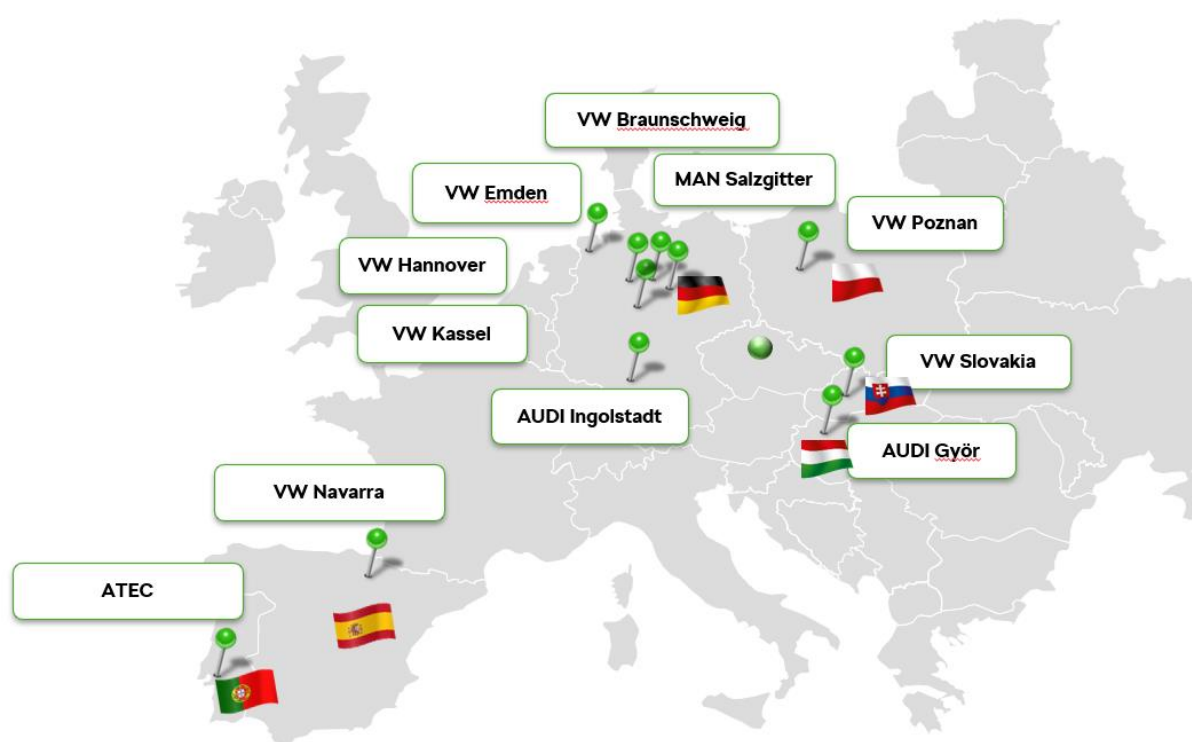 VW Braunschweig
MAN Salzgitter
VW Emden
VW Poznan
VW Hannover
VW Kassel
VW Slovakia
AUDI Ingolstadt
AUDI Györ
VW Navarra
ATEC